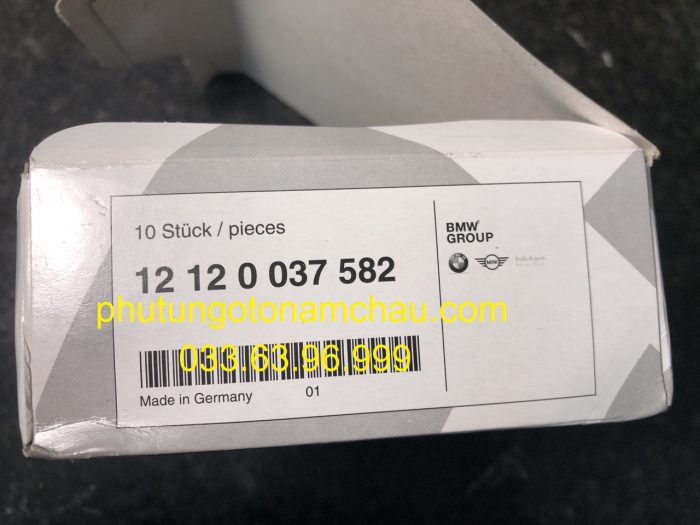 10 Stück / pieces
12 12 0 037 582
phutungotonamchau.com
033.63.96.999
Made in Germany
01
BMW
GROUP
MINI